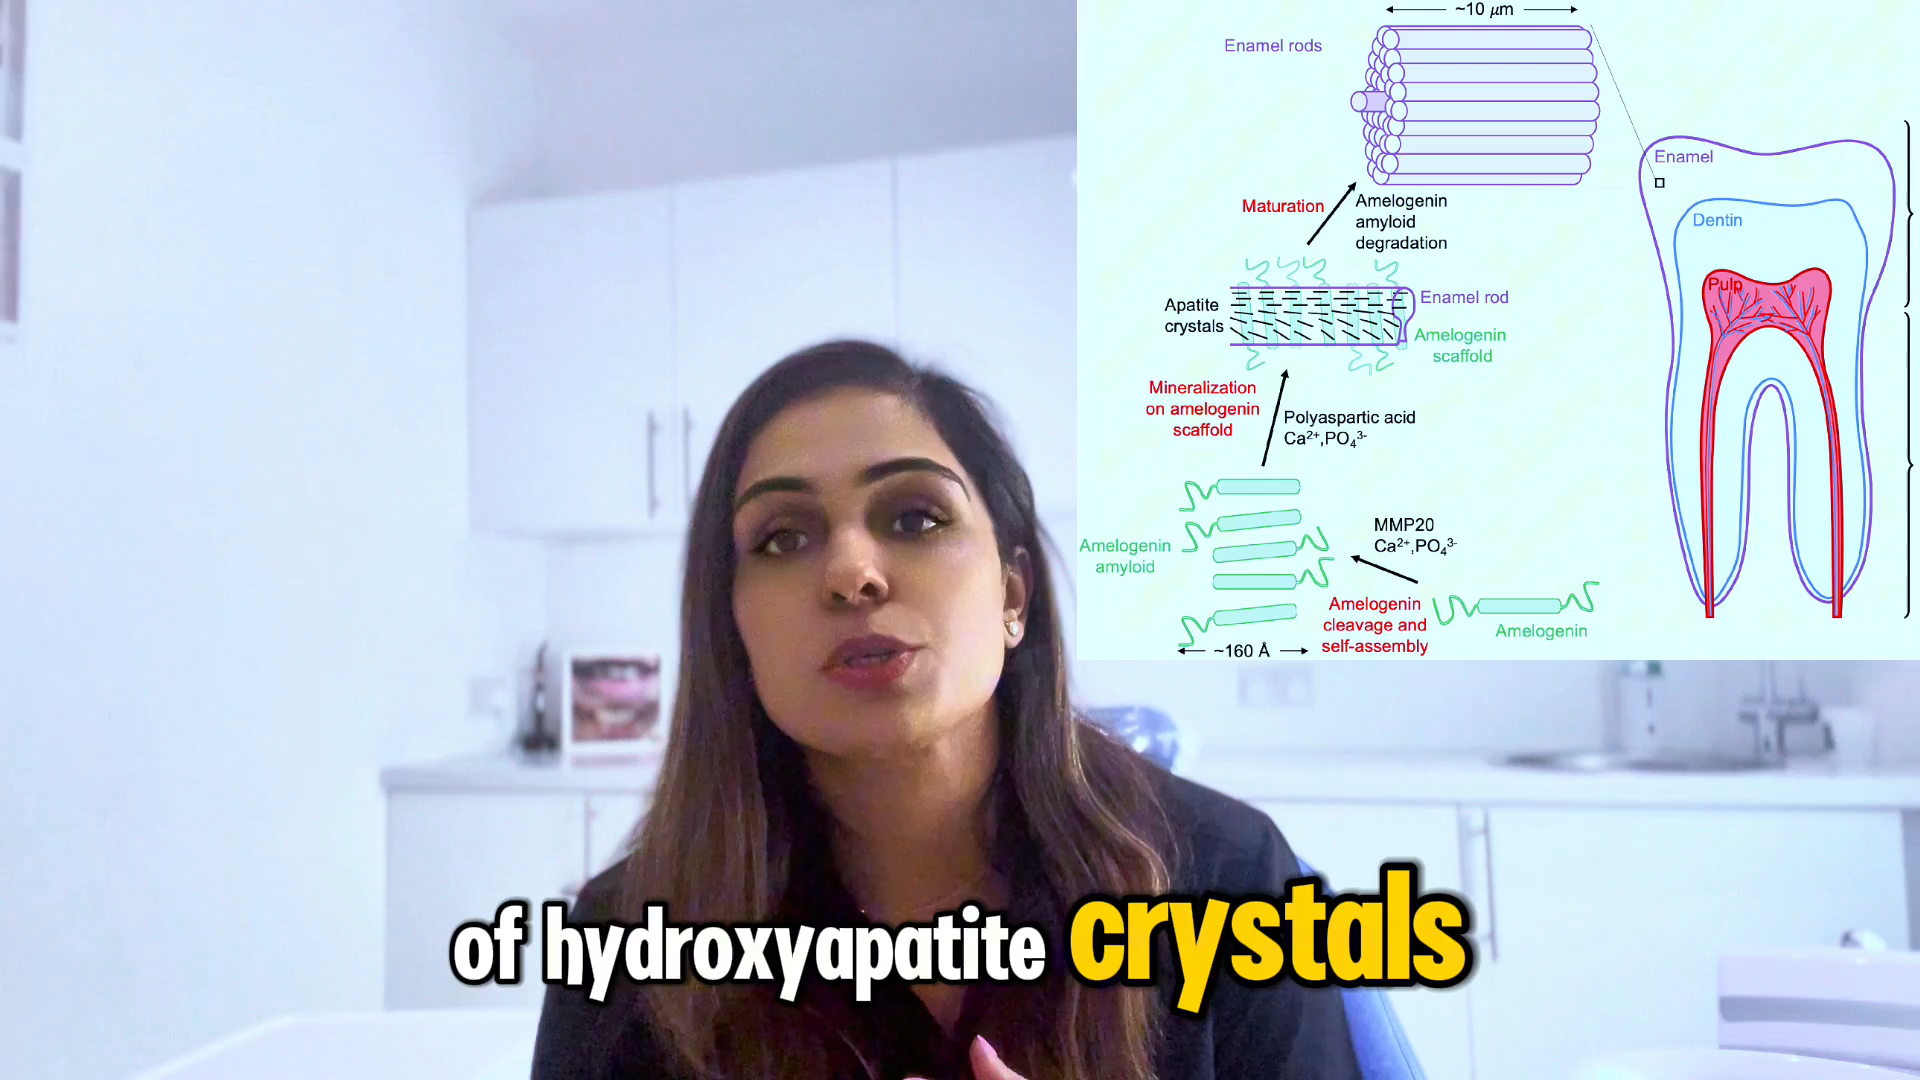 ~10 μm
Enamel rods
Enamel
Maturation
Amelogenin
amyloid
degradation
Dentin
Pulp
Apatite
crystals
Enamel rod
Amelogenin
scaffold
Mineralization
on amelogenin
scaffold
Polyaspartic acid
Ca²⁺,PO₄³⁻
Amelogenin
amyloid
MMP20
Ca²⁺,PO₄³⁻
Amelogenin
cleavage and
self-assembly
Amelogenin
~160 Å
of hydroxyapatite crystals